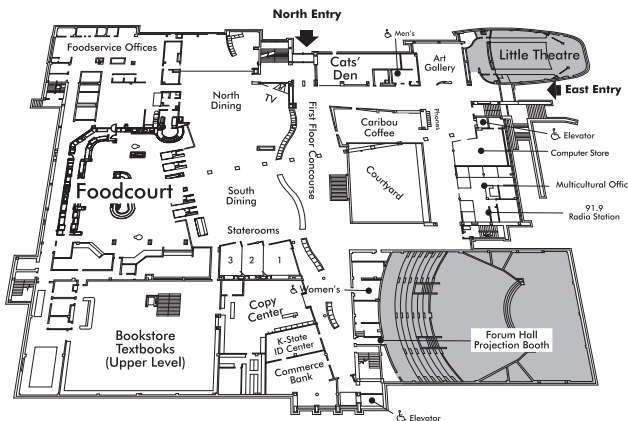 North Entry
Foodservice Offices
Men's
Cats'
Den
Art
Gallery
Little Theatre
East Entry
North
Dining
TV
First Floor Concourse
Caribou
Coffee
Phones
Elevator
Computer Store
Courtyard
Multicultural Offic
91.9
Radio Station
Foodcourt
South
Dining
Staterooms
3
2
1
Women's
Copy
Center
K-State
ID Center
Commerce
Bank
Bookstore
Textbooks
(Upper Level)
Forum Hall
Projection Booth
Elevator